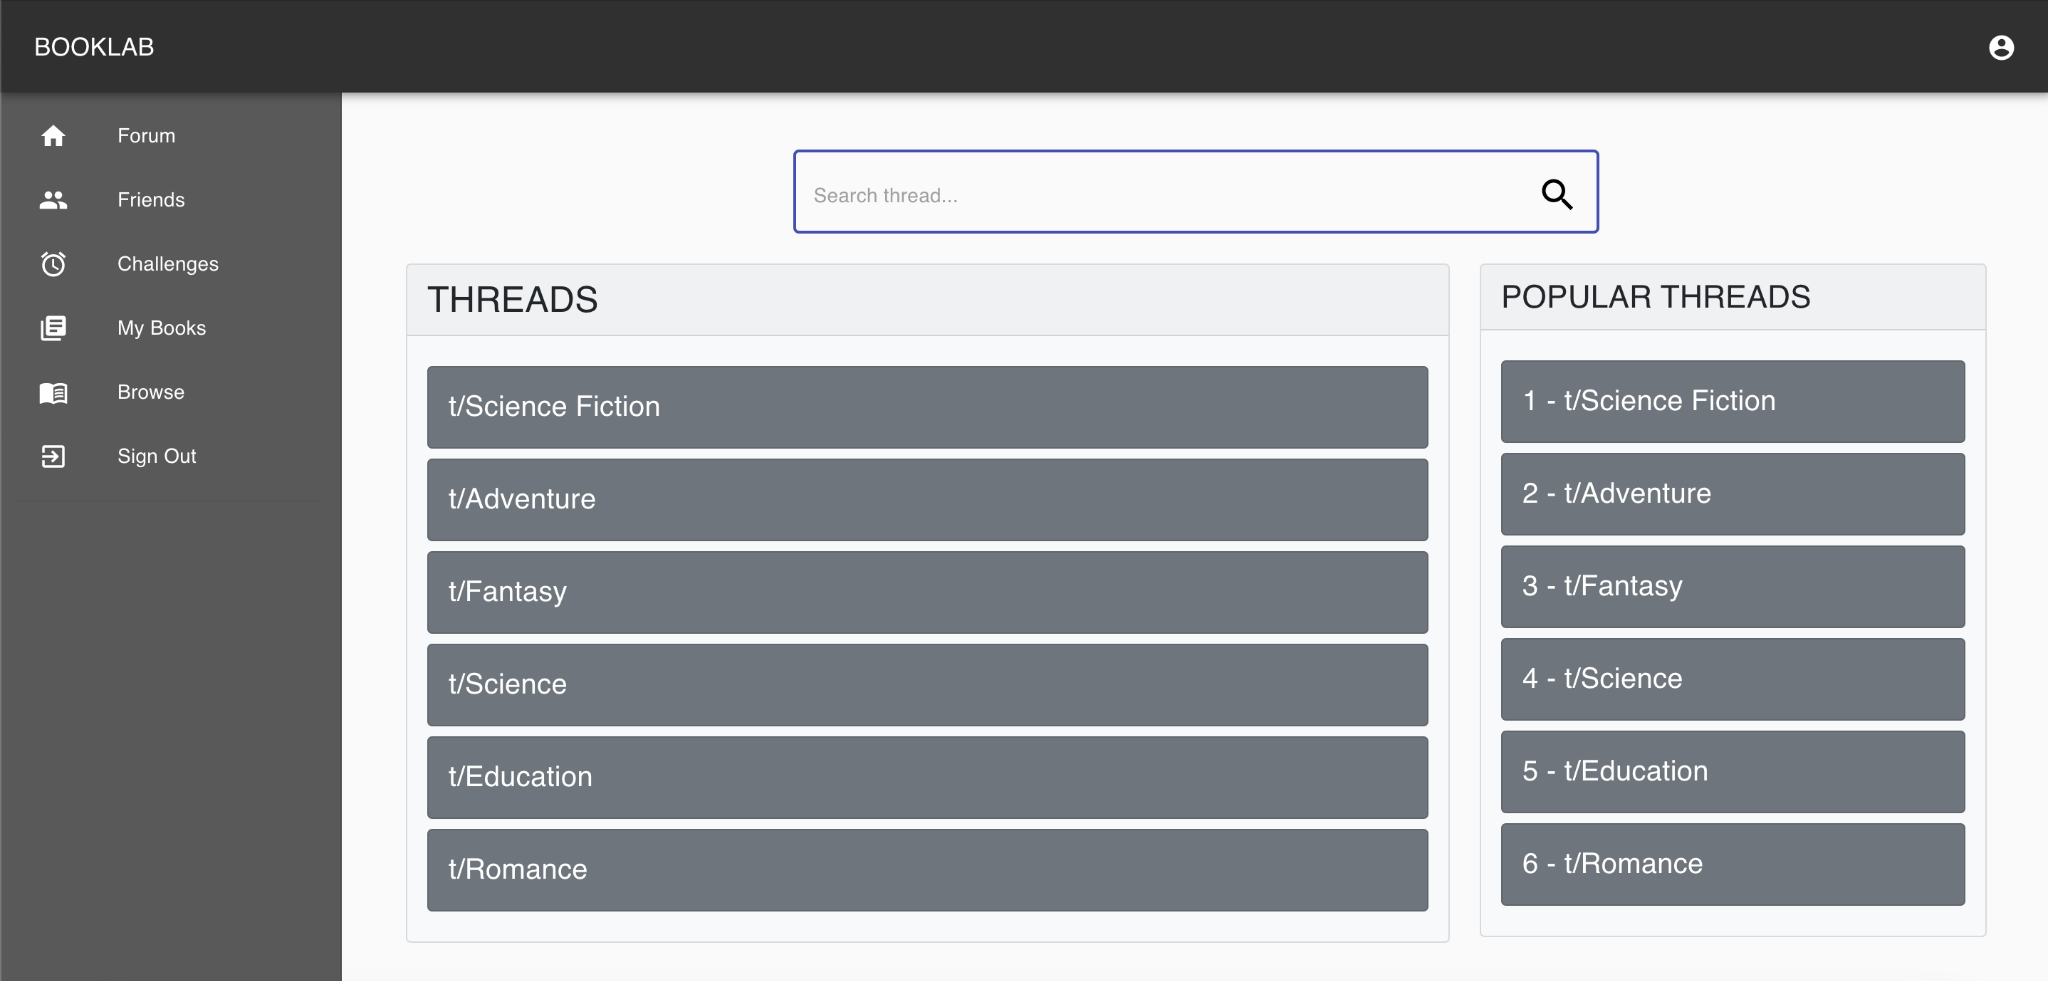 BOOKLAB
Forum
Friends
Challenges
My Books
Browse
Sign Out
Search thread...
THREADS
t/Science Fiction
t/Adventure
t/Fantasy
t/Science
t/Education
t/Romance
POPULAR THREADS
1 - t/Science Fiction
2 - t/Adventure
3 - t/Fantasy
4 - t/Science
5 - t/Education
6 - t/Romance